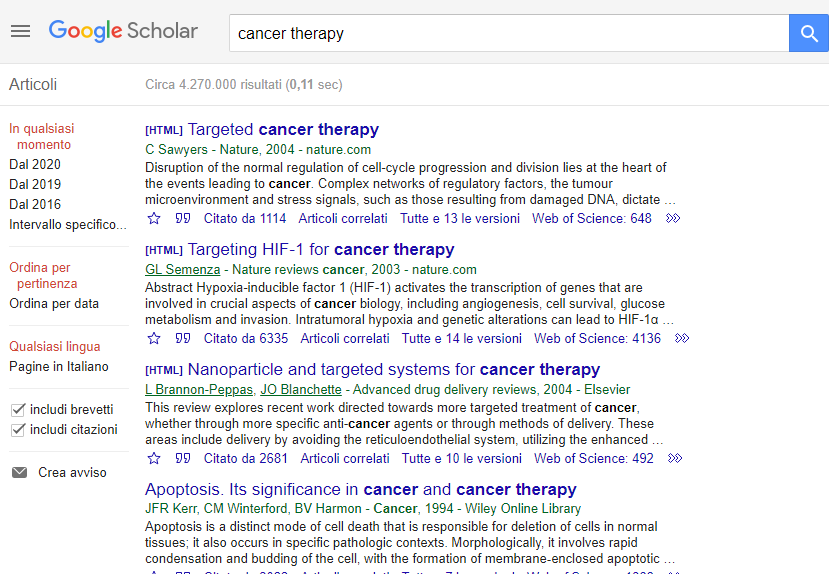 Google Scholar
cancer therapy
Articoli
Circa 4.270.000 risultati (0,11 sec)
In qualsiasi
momento
Dal 2020
Dal 2019
Dal 2016
Intervallo specifico...
Ordina per
pertinenza
Ordina per data
Qualsiasi lingua
Pagine in Italiano
includi brevetti
includi citazioni
Crea avviso
[HTML] Targeted cancer therapy
C Sawyers - Nature, 2004 - nature.com
Disruption of the normal regulation of cell-cycle progression and division lies at the heart of
the events leading to cancer. Complex networks of regulatory factors, the tumour
microenvironment and stress signals, such as those resulting from damaged DNA, dictate …
Citato da 1114 Articoli correlati Tutte e 13 le versioni Web of Science: 648
[HTML] Targeting HIF-1 for cancer therapy
GL Semenza - Nature reviews cancer, 2003 - nature.com
Abstract Hypoxia-inducible factor 1 (HIF-1) activates the transcription of genes that are
involved in crucial aspects of cancer biology, including angiogenesis, cell survival, glucose
metabolism and invasion. Intratumoral hypoxia and genetic alterations can lead to HIF-1α …
Citato da 6335 Articoli correlati Tutte e 14 le versioni Web of Science: 4136
[HTML] Nanoparticle and targeted systems for cancer therapy
L Brannon-Peppas, JO Blanchette - Advanced drug delivery reviews, 2004 - Elsevier
This review explores recent work directed towards more targeted treatment of cancer,
whether through more specific anti-cancer agents or through methods of delivery. These
areas include delivery by avoiding the reticuloendothelial system, utilizing the enhanced …
Citato da 2681 Articoli correlati Tutte e 10 le versioni Web of Science: 492
Apoptosis. Its significance in cancer and cancer therapy
JFR Kerr, CM Winterford, BV Harmon - Cancer, 1994 - Wiley Online Library
Apoptosis is a distinct mode of cell death that is responsible for deletion of cells in normal
tissues; it also occurs in specific pathologic contexts. Morphologically, it involves rapid
condensation and budding of the cell, with the formation of membrane-enclosed apoptotic …